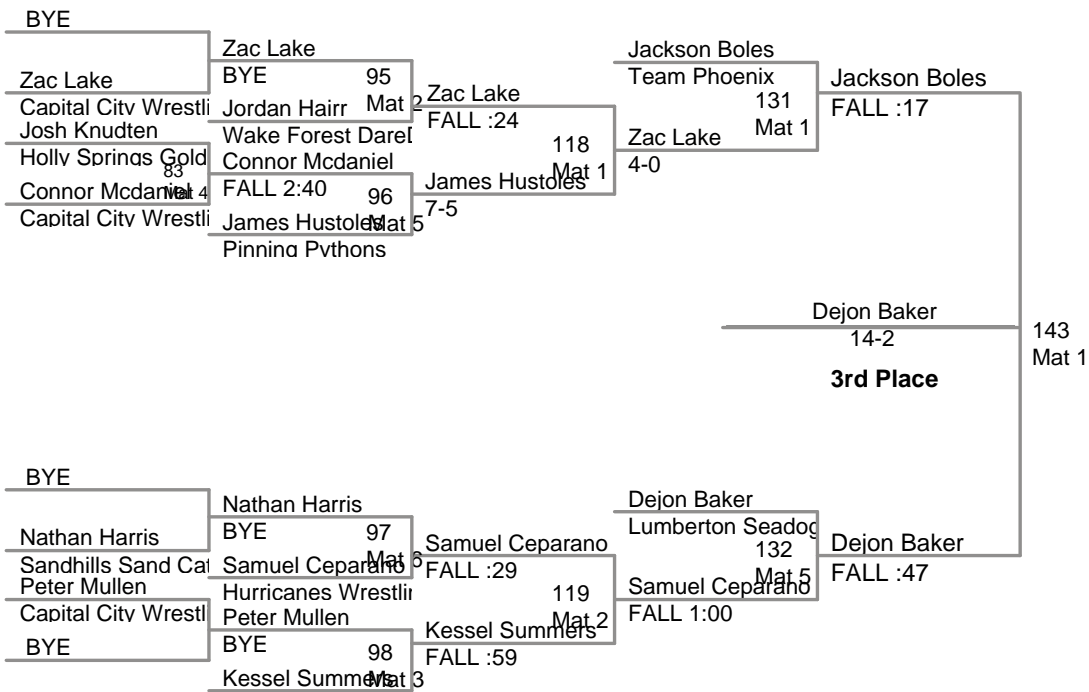 BYE
Zac Lake
Capital City Wrestli
Josh Knudten
Holly Springs Gold
83
Mat 4
Connor Mcdaniel
Capital City Wrestli
Zac Lake
BYE
95
Mat 2
Jordan Hairr
Wake Forest Dare
Connor Mcdaniel
FALL 2:40
96
Mat 5
James Hustoles
Pinning Pythons
Zac Lake
FALL :24
118
Mat 1
James Hustoles
7-5
Jackson Boles
Team Phoenix
131
Mat 1
Zac Lake
4-0
Jackson Boles
FALL :17
Dejon Baker
14-2
3rd Place
143
Mat 1
BYE
Nathan Harris
Sandhills Sand Cat
Peter Mullen
Capital City Wrestli
BYE
Nathan Harris
BYE
97
Mat 6
Samuel Ceparano
Hurricanes Wrestlin
Peter Mullen
BYE
98
Mat 3
Kessel Summers
Samuel Ceparano
FALL :29
119
Mat 2
Kessel Summers
FALL :59
Dejon Baker
Lumberton Seadog
132
Mat 5
Samuel Ceparano
FALL 1:00
Dejon Baker
FALL :47